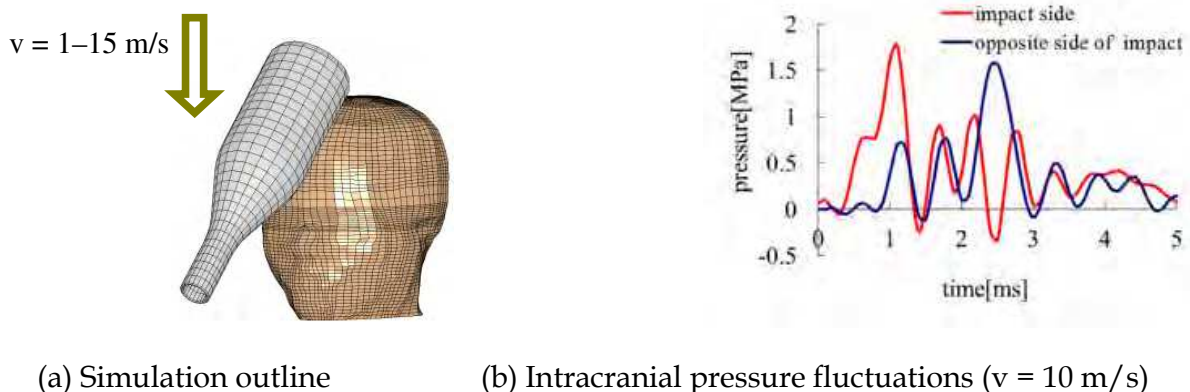 v = 1–15 m/s
impact side
opposite side of impact
pressure[MPa]
2
1.5
1
0.5
0
-0.5
0 1 2 3 4 5
time[ms]
(a) Simulation outline
(b) Intracranial pressure fluctuations (v = 10 m/s)